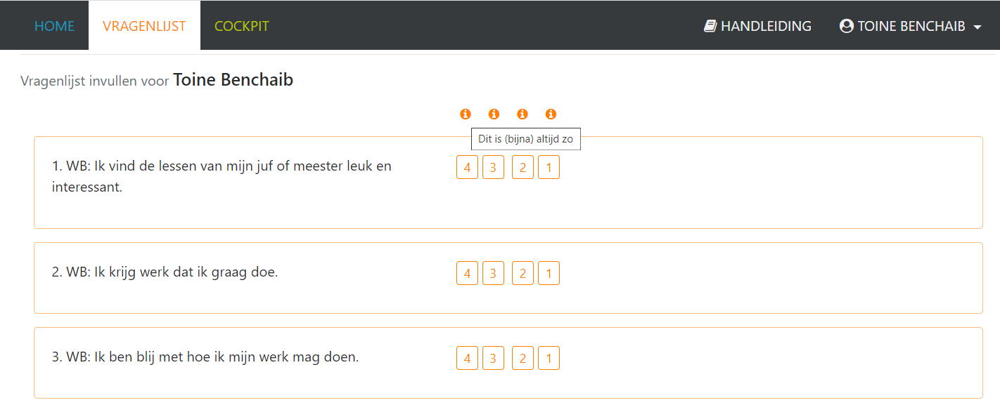 HOME VRAGENLIJST COCKPIT HANDLEIDING TOINE BENCHAIB
Vragenlijst invullen voor Toine Benchaib
Dit is (bijna) altijd zo
1. WB: Ik vind de lessen van mijn juf of meester leuk en
interessant.
4 3 2 1
2. WB: Ik krijg werk dat ik graag doe.
4 3 2 1
3. WB: Ik ben blij met hoe ik mijn werk mag doen.
4 3 2 1